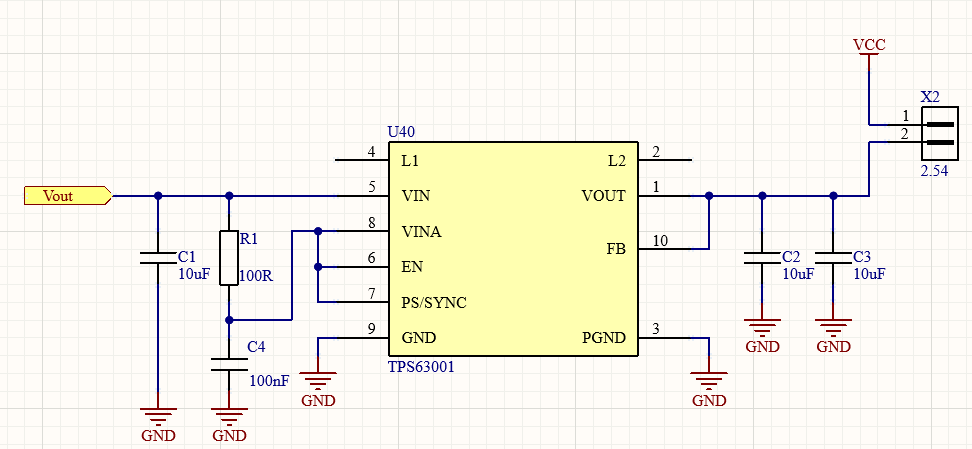 VCC
X2
1
2
2.54
U40
4 L1 L2 2
Vout
5 VIN VOUT 1
8 VINA
R1
FB 10
C1
10uF
100R
6 EN
C2
10uF
C3
10uF
7 PS/SYNC
9 GND PGND 3
C4
100nF
TPS63001
GND
GND
GND
GND
GND
GND